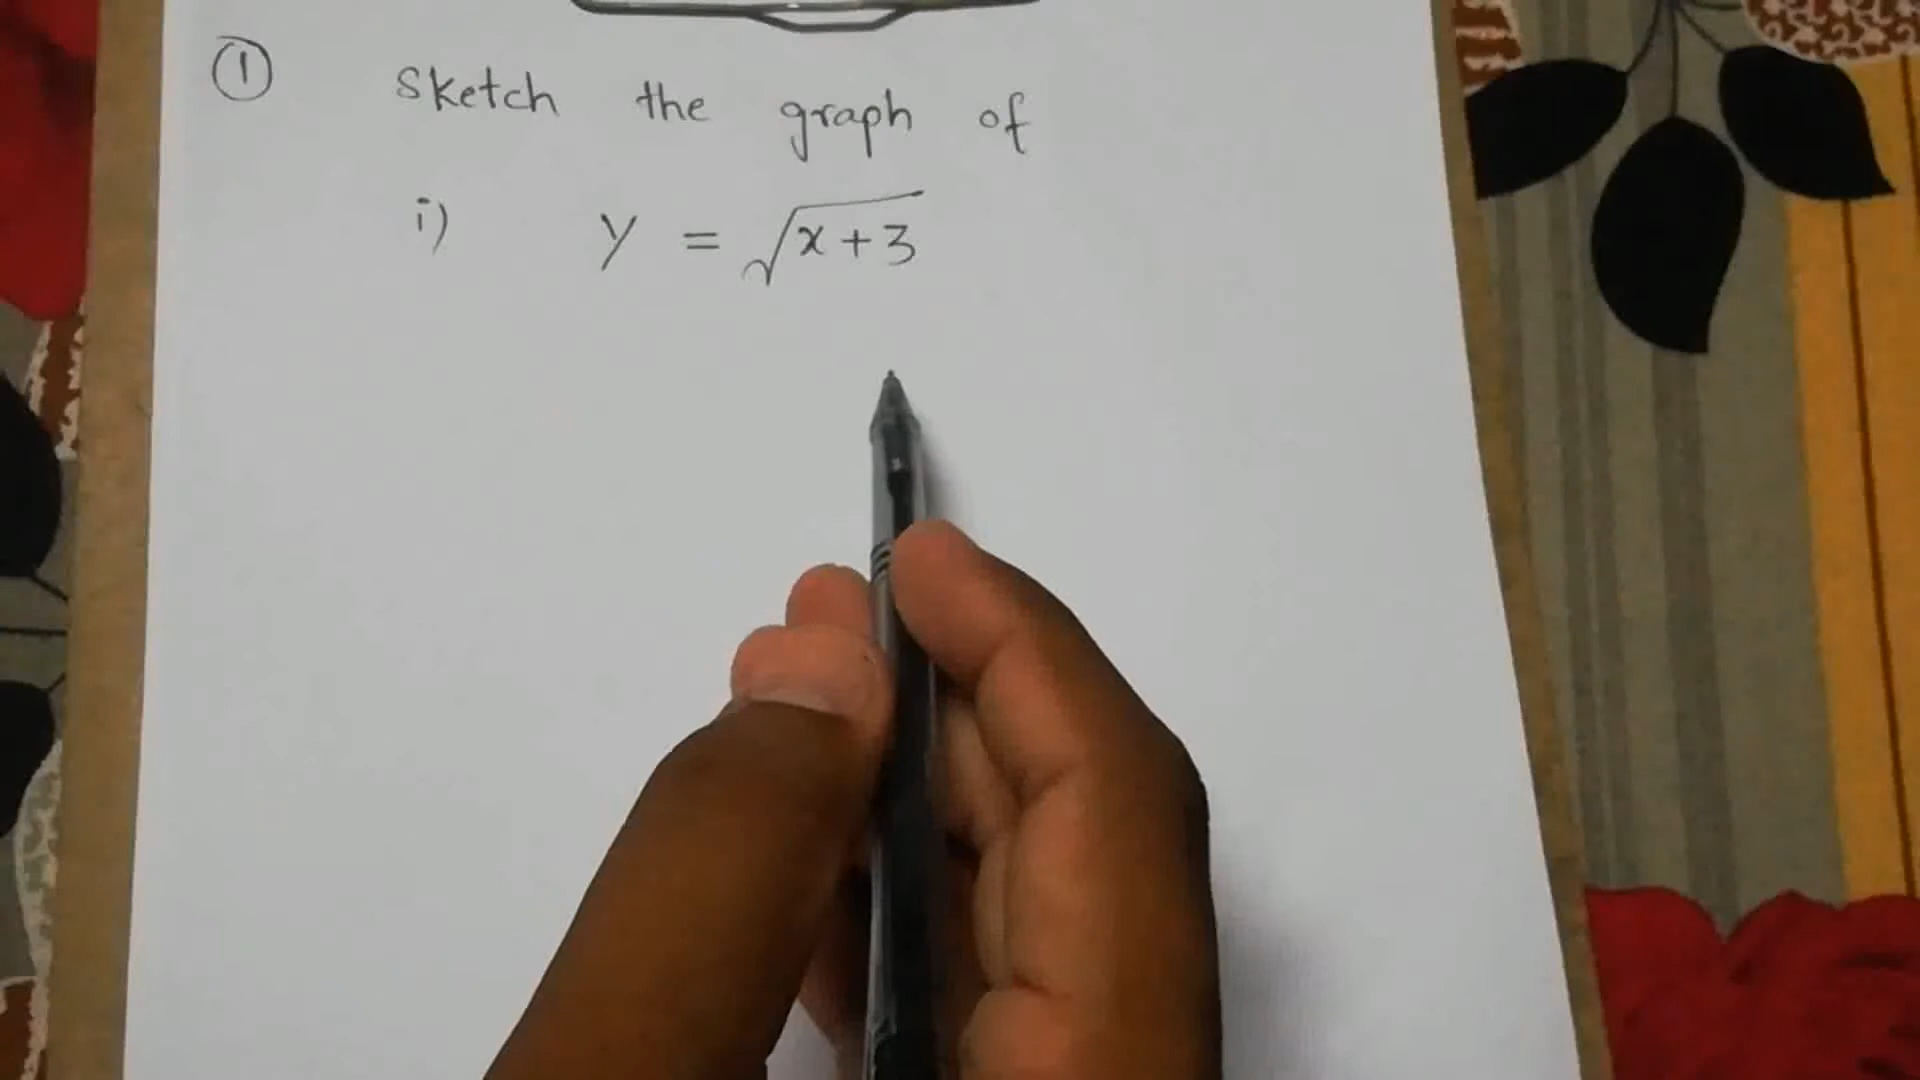 ① Sketch the graph of
i) y = √x+3